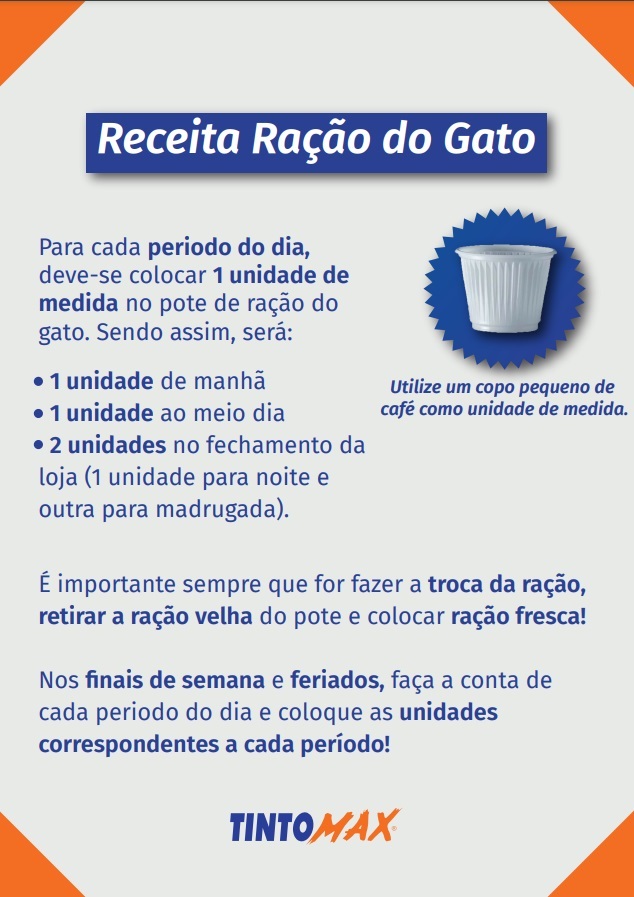 Receita Ração do Gato
Para cada periodo do dia,
deve-se colocar 1 unidade de
medida no pote de ração do
gato. Sendo assim, será:
• 1 unidade de manhã
• 1 unidade ao meio dia
• 2 unidades no fechamento da
loja (1 unidade para noite e
outra para madrugada).
Utilize um copo pequeno de
café como unidade de medida.
É importante sempre que for fazer a troca da ração,
retirar a ração velha do pote e colocar ração fresca!
Nos finais de semana e feriados, faça a conta de
cada periodo do dia e coloque as unidades
correspondentes a cada período!
TINTOMAX®